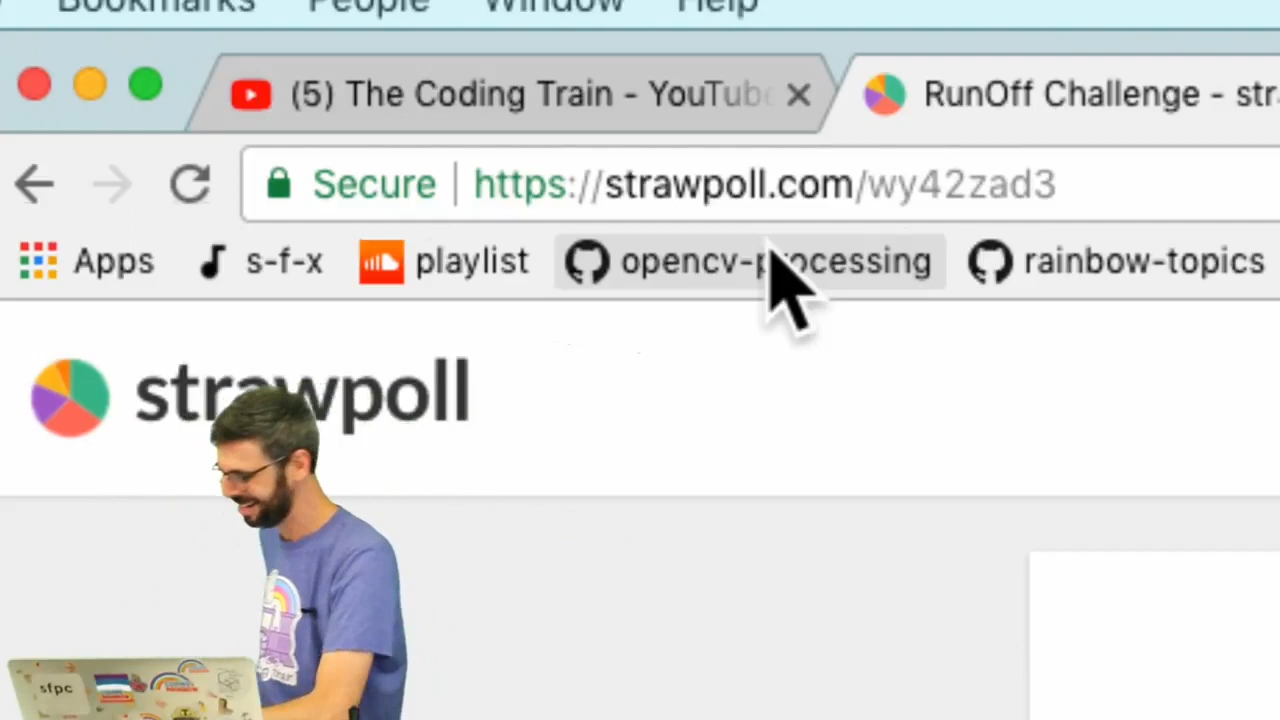 Bookmarks People Window Help
(5) The Coding Train - YouTube RunOff Challenge - str
Secure https://strawpoll.com/wy42zad3
Apps s-f-x playlist opencv-processing rainbow-topics
strawpoll
sfpc